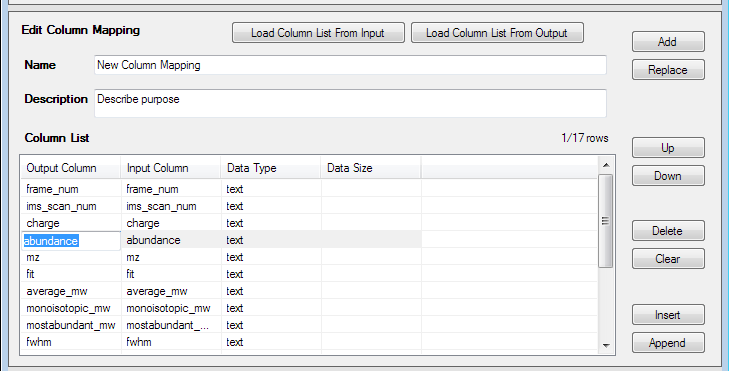 Edit Column Mapping
Load Column List From Input
Load Column List From Output
Add
Name
New Column Mapping
Replace
Description
Describe purpose
Column List
1/17 rows
Up
Output Column Input Column Data Type Data Size
Down
frame_num frame_num text
ims_scan_num ims_scan_num text
charge charge text
Delete
abundance abundance text
mz mz text
Clear
fit fit text
average_mw average_mw text
monoisotopic_mw monoisotopic_mw text
Insert
mostabundant_mw mostabundant_... text
fwhm fwhm text
Append